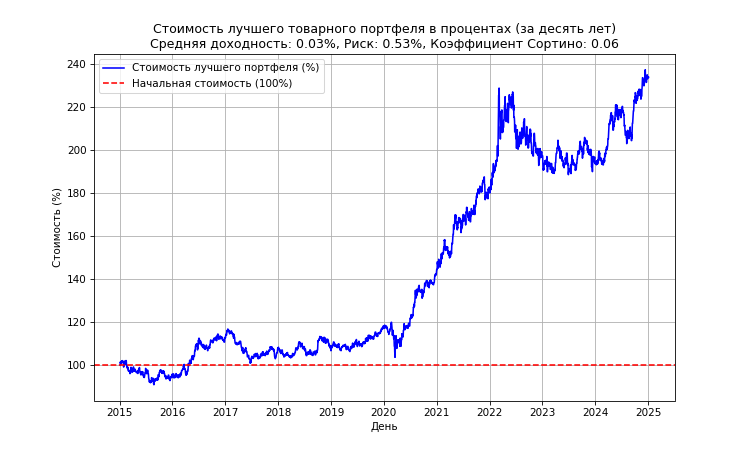 Стоимость лучшего товарного портфеля в процентах (за десять лет)
Средняя доходность: 0.03%, Риск: 0.53%, Коэффициент Сортино: 0.06
Стоимость лучшего портфеля (%)
Начальная стоимость (100%)
Стоимость (%)
240
220
200
180
160
140
120
100
2015 2016 2017 2018 2019 2020 2021 2022 2023 2024 2025
День